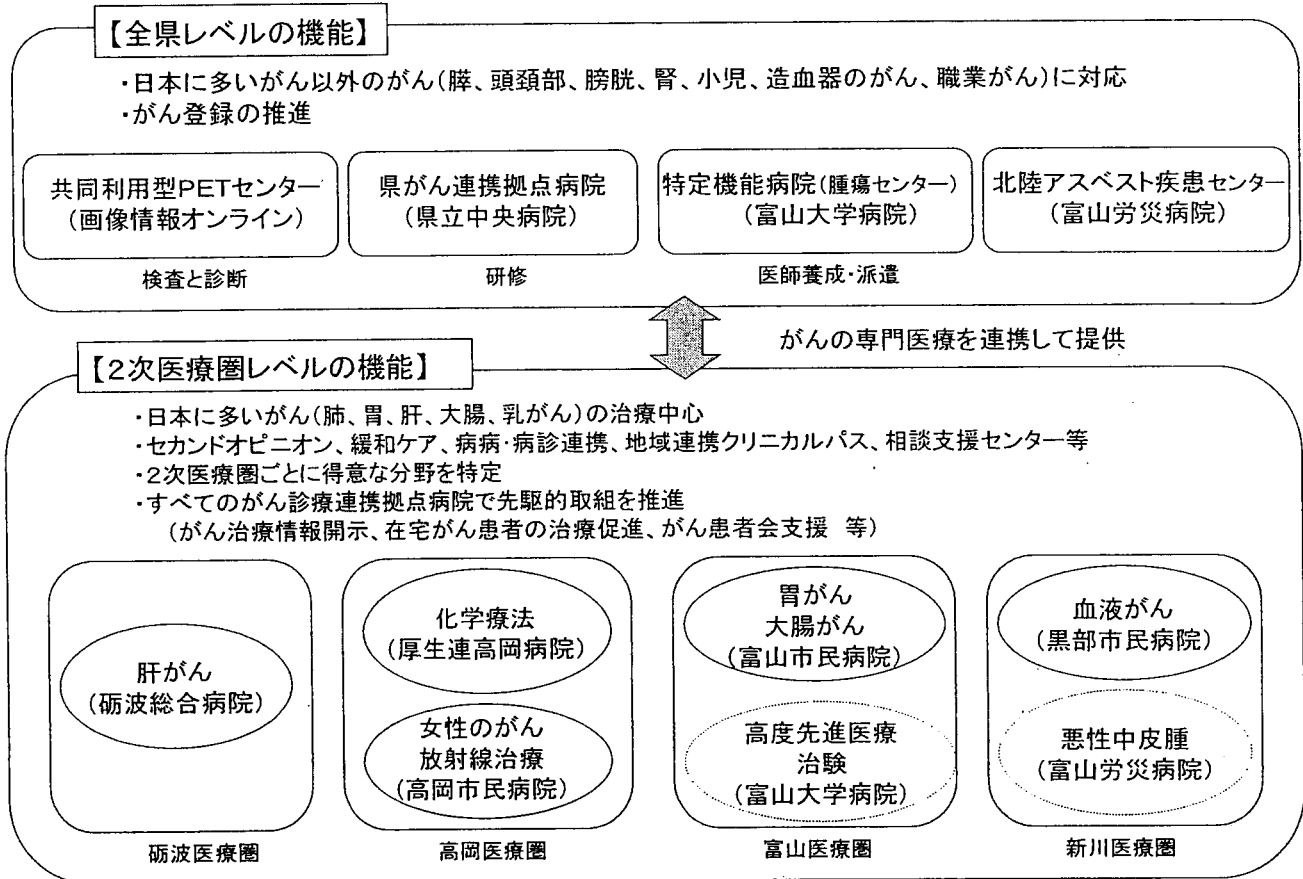 【全県レベルの機能】
・日本に多いがん以外のがん(膵、頭頚部、膀胱、腎、小児、造血器のがん、職業がん)に対応
・がん登録の推進
共同利用型PETセンター
(画像情報オンライン)
検査と診断
県がん連携拠点病院
(県立中央病院)
研修
特定機能病院(腫瘍センター)
(富山大学病院)
医師養成・派遣
北陸アスベスト疾患センター
(富山労災病院)
がんの専門医療を連携して提供
【2次医療圏レベルの機能】
・日本に多いがん(肺、胃、肝、大腸、乳がん)の治療中心
・セカンドオピニオン、緩和ケア、病病・病診連携、地域連携クリニカルパス、相談支援センター等
・2次医療圏ごとに得意な分野を特定
・すべてのがん診療連携拠点病院で先駆的取組を推進
(がん治療情報開示、在宅がん患者の治療促進、がん患者会支援 等)
肝がん
(砺波総合病院)
砺波医療圏
化学療法
(厚生連高岡病院)
女性のがん
放射線治療
(高岡市民病院)
高岡医療圏
胃がん
大腸がん
(富山市民病院)
高度先進医療
治験
(富山大学病院)
富山医療圏
血液がん
(黒部市民病院)
悪性中皮腫
(富山労災病院)
新川医療圏